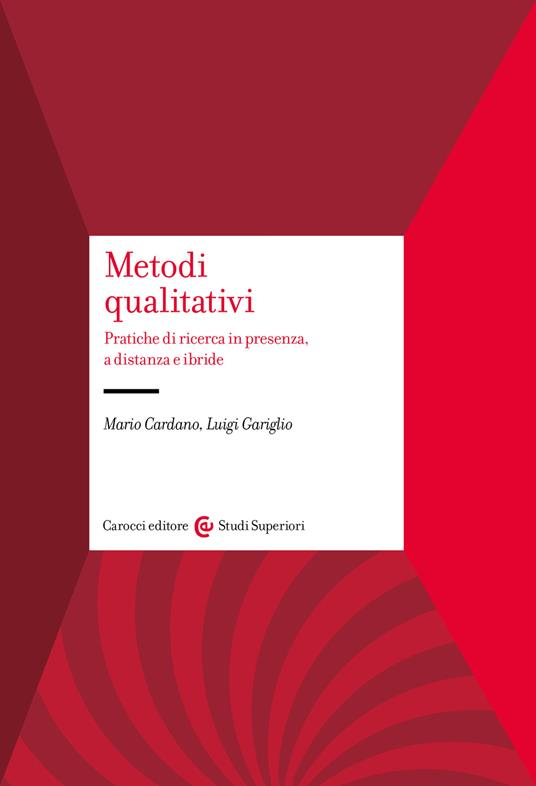 Metodi
qualitativi
Pratiche di ricerca in presenza,
a distanza e ibride
Mario Cardano, Luigi Gariglio
Carocci editore Studi Superiori